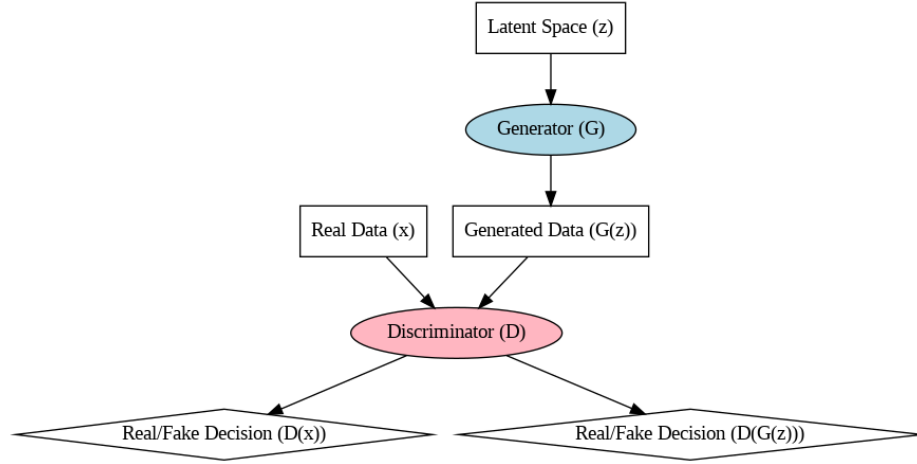 Latent Space (z)
Generator (G)
Real Data (x)
Generated Data (G(z))
Discriminator (D)
Real/Fake Decision (D(x))
Real/Fake Decision (D(G(z)))